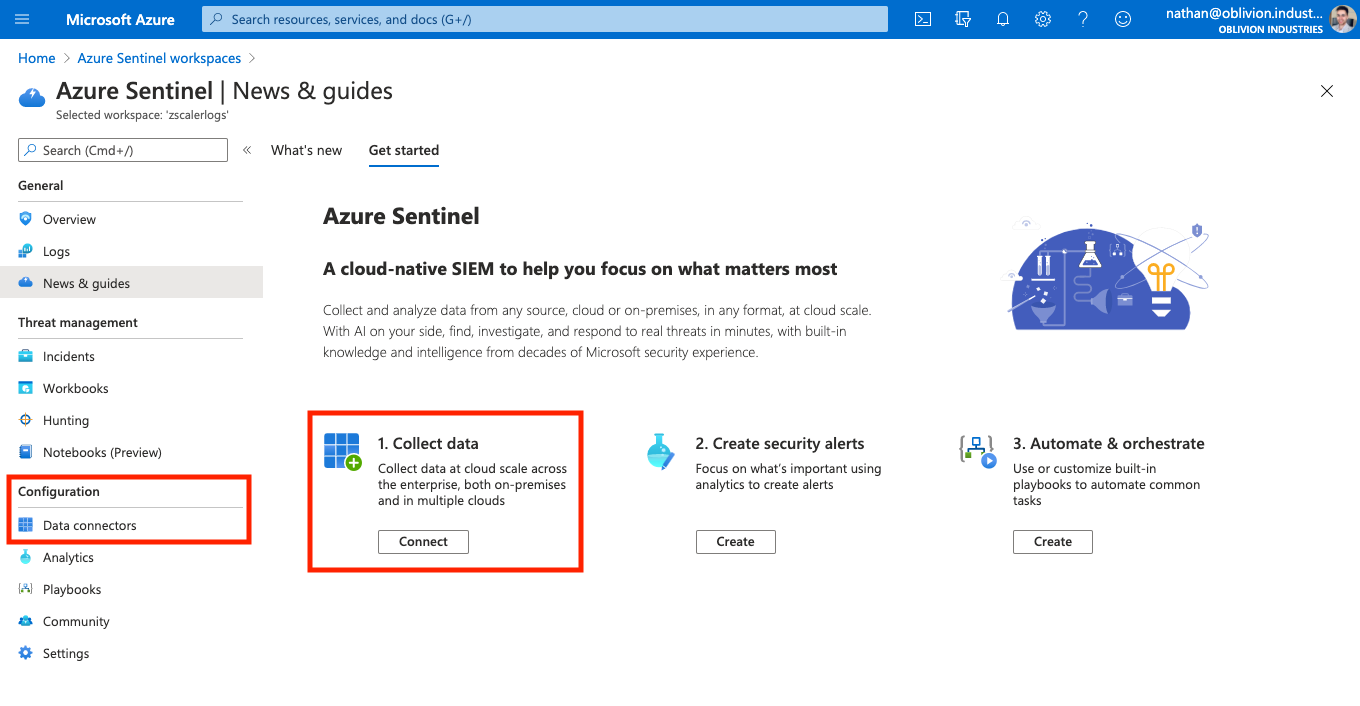 Microsoft Azure
Search resources, services, and docs (G+/)
nathan@oblivion.indust...
OBLIVION INDUSTRIES
Home > Azure Sentinel workspaces >
Azure Sentinel | News & guides
Selected workspace: 'zscalerlogs'
Search (Cmd+/)
«
What's new
Get started
General
Overview
Logs
News & guides
Threat management
Incidents
Workbooks
Hunting
Notebooks (Preview)
Configuration
Data connectors
Analytics
Playbooks
Community
Settings
Azure Sentinel
A cloud-native SIEM to help you focus on what matters most
Collect and analyze data from any source, cloud or on-premises, in any format, at cloud scale.
With AI on your side, find, investigate, and respond to real threats in minutes, with built-in
knowledge and intelligence from decades of Microsoft security experience.
1. Collect data
Collect data at cloud scale across
the enterprise, both on-premises
and in multiple clouds
Connect
2. Create security alerts
Focus on what's important using
analytics to create alerts
Create
3. Automate & orchestrate
Use or customize built-in
playbooks to automate common
tasks
Create